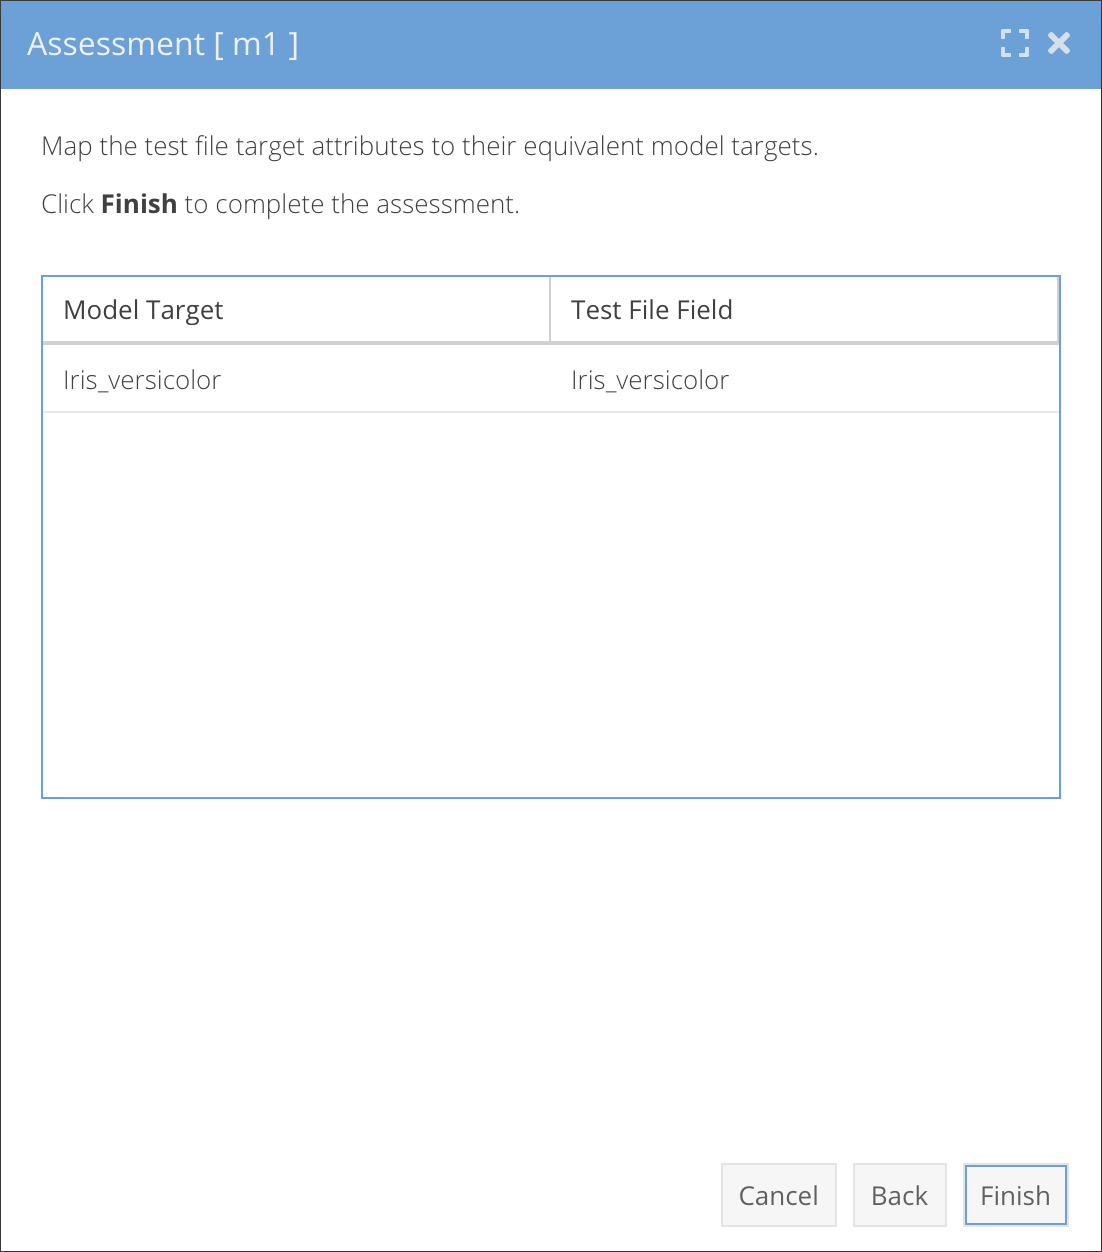 Assessment [ m1 ]
Map the test file target attributes to their equivalent model targets.
Click Finish to complete the assessment.
Model Target Test File Field
Iris_versicolor Iris_versicolor
Cancel Back Finish